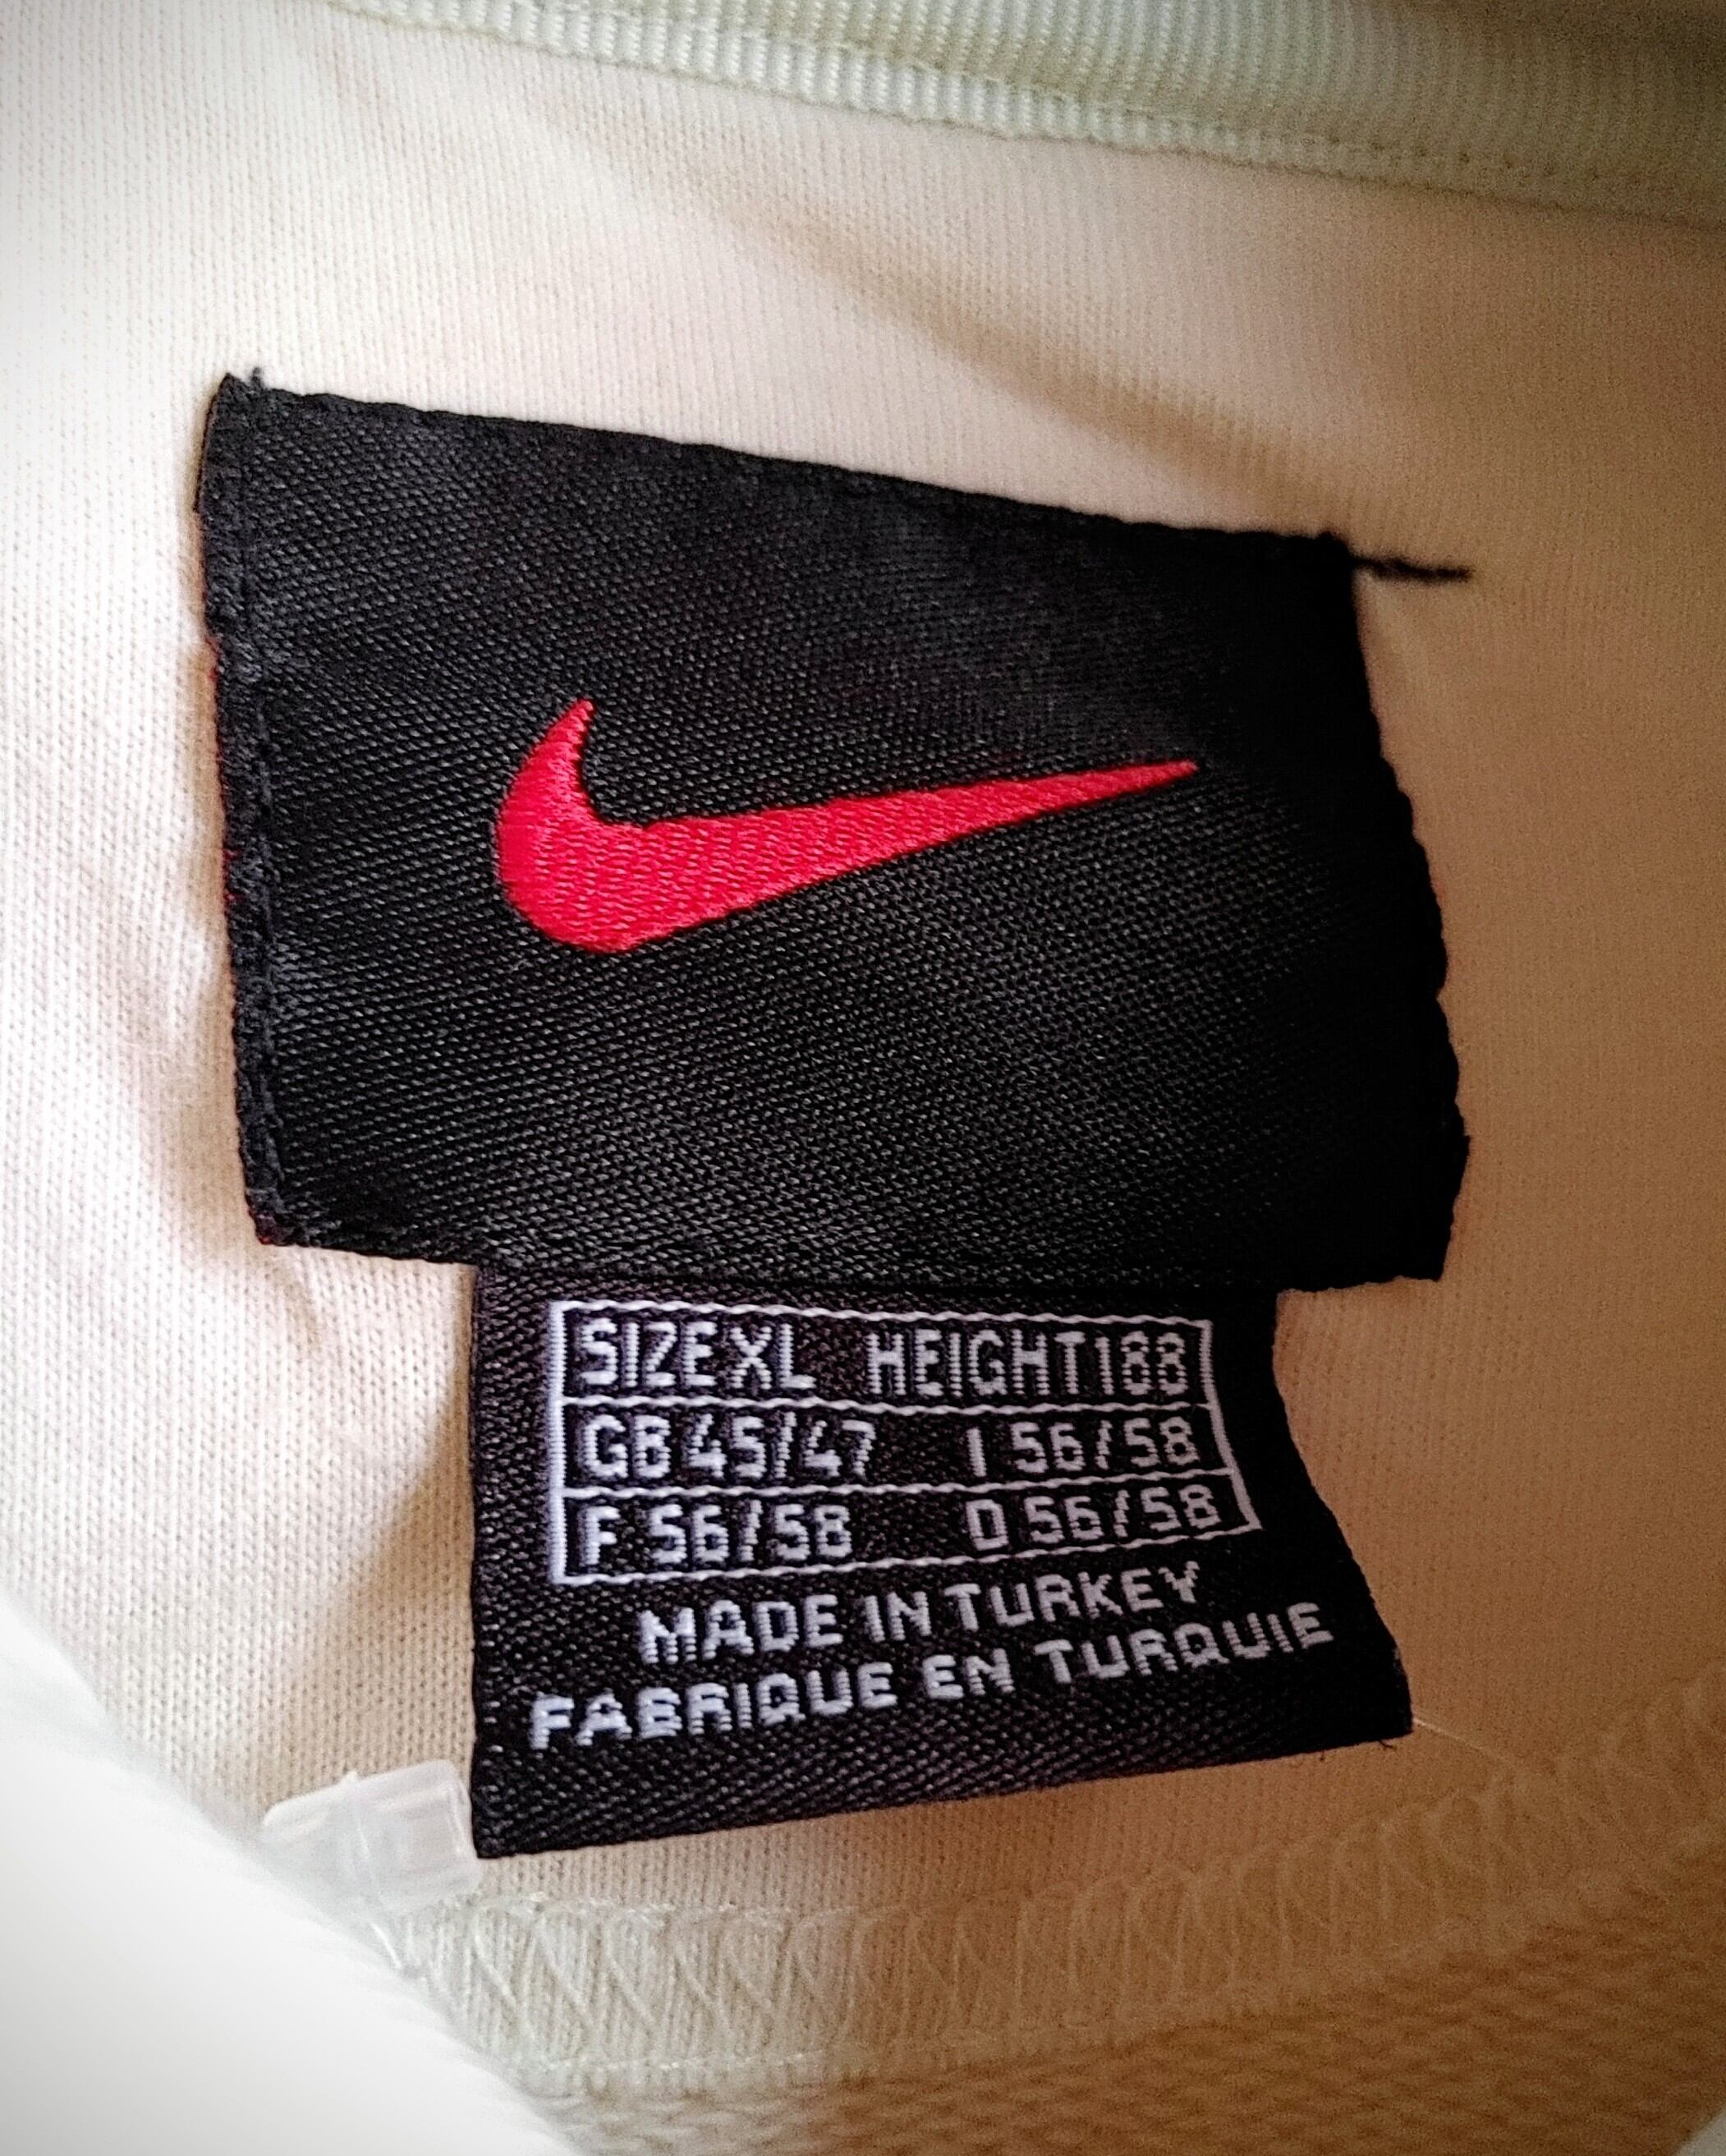 SIZE XL HEIGHT 188
GB 45/47 I 56/58
F 56/58 D 56/58
MADE IN TURKEY
FABRIQUE EN TURQUIE